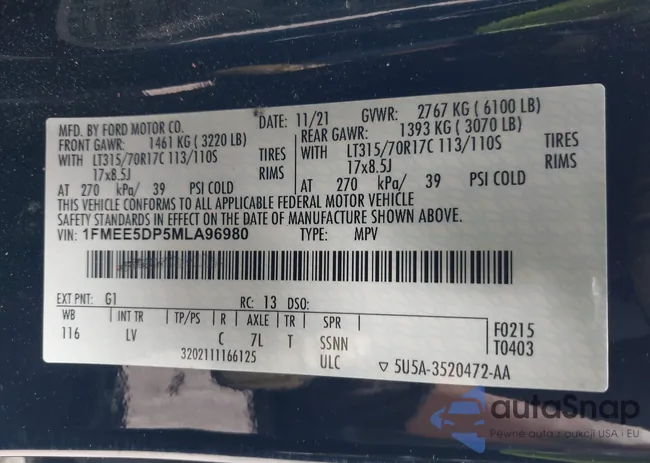 MFD. BY FORD MOTOR CO.
DATE: 11/21 GVWR: 2767 KG ( 6100 LB)
FRONT GAWR: 1461 KG ( 3220 LB)
REAR GAWR: 1393 KG ( 3070 LB)
WITH LT315/70R17C 113/110S TIRES
WITH LT315/70R17C 113/110S TIRES
17x8.5J RIMS
17x8.5J RIMS
AT 270 kPa/ 39 PSI COLD
AT 270 kPa/ 39 PSI COLD
THIS VEHICLE CONFORMS TO ALL APPLICABLE FEDERAL MOTOR VEHICLE
SAFETY STANDARDS IN EFFECT ON THE DATE OF MANUFACTURE SHOWN ABOVE.
VIN: 1FMEE5DP5MLA96980 TYPE: MPV
EXT PNT: G1 RC: 13 DSO:
WB INT TR TP/PS R AXLE TR SPR
116 LV C 7L T SSNN
F0215
T0403
3202111166125 ULC
▽ 5U5A-3520472-AA
autoSnap
Pewne auta z aukcji USA i EU